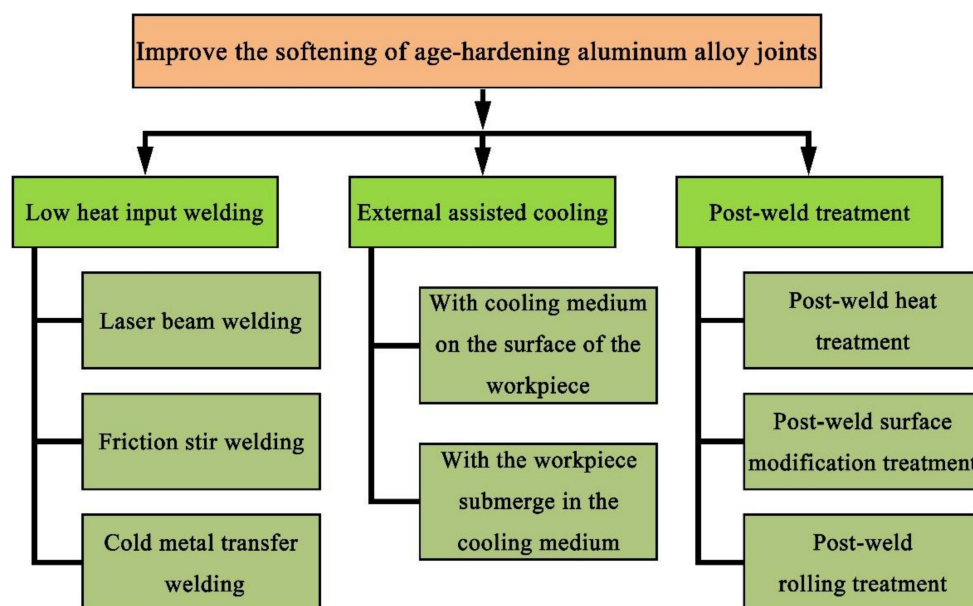 Improve the softening of age-hardening aluminum alloy joints
Low heat input welding
External assisted cooling
Post-weld treatment
Laser beam welding
Friction stir welding
Cold metal transfer
welding
With cooling medium
on the surface of the
workpiece
With the workpiece
submerge in the
cooling medium
Post-weld heat
treatment
Post-weld surface
modification treatment
Post-weld
rolling treatment